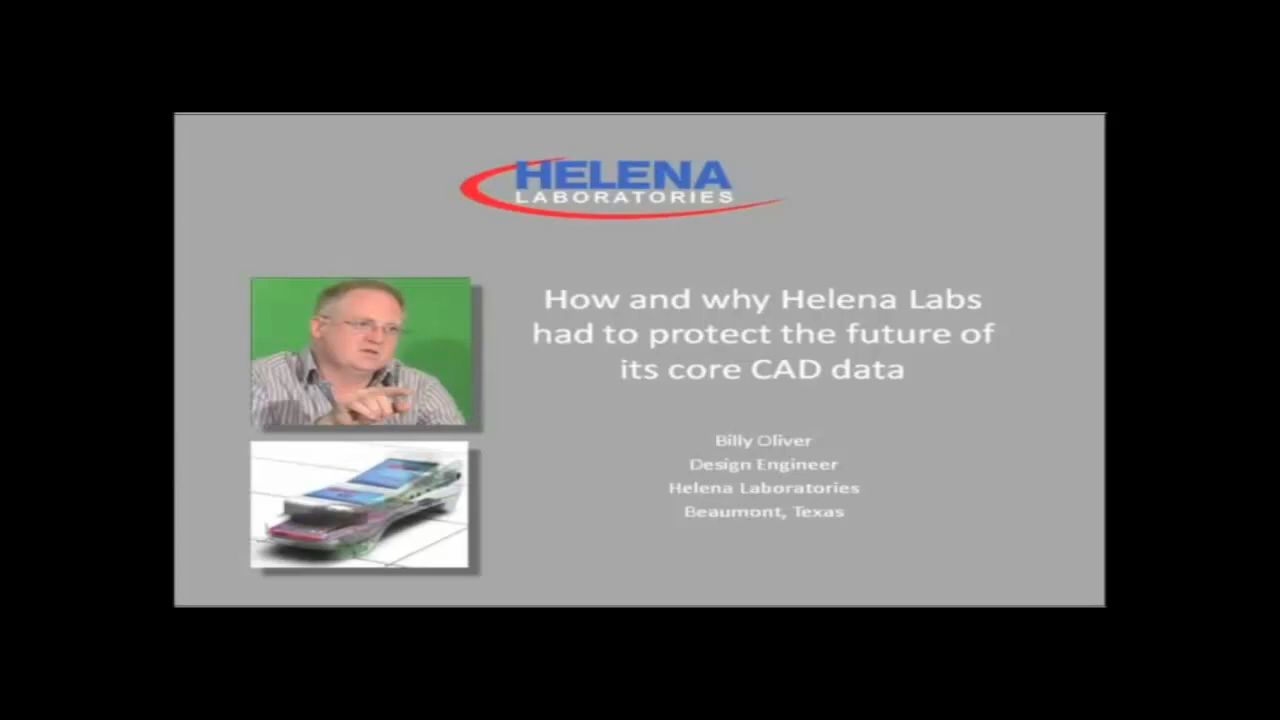 HELENA
LABORATORIES
How and why Helena Labs
had to protect the future of
its core CAD data
Billy Oliver
Design Engineer
Helena Laboratories
Beaumont, Texas